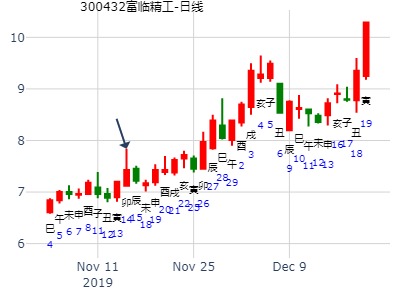 300432富临精工-日线
10
9
8
7
6
巳 午 未 申 酉 子 丑 寅 卯 辰 未 申 酉 戌 亥 寅 卯 辰 巳 午 酉 戌 亥 子 丑 辰 巳 午 未 申 亥 子 丑 寅
4 5 6 7 8 11 12 13 14 15 18 19 20 21 22 25 26 27 28 29 2 3 4 5 6 9 10 11 12 13 16 17 18 19
Nov 11 Nov 25 Dec 9
2019